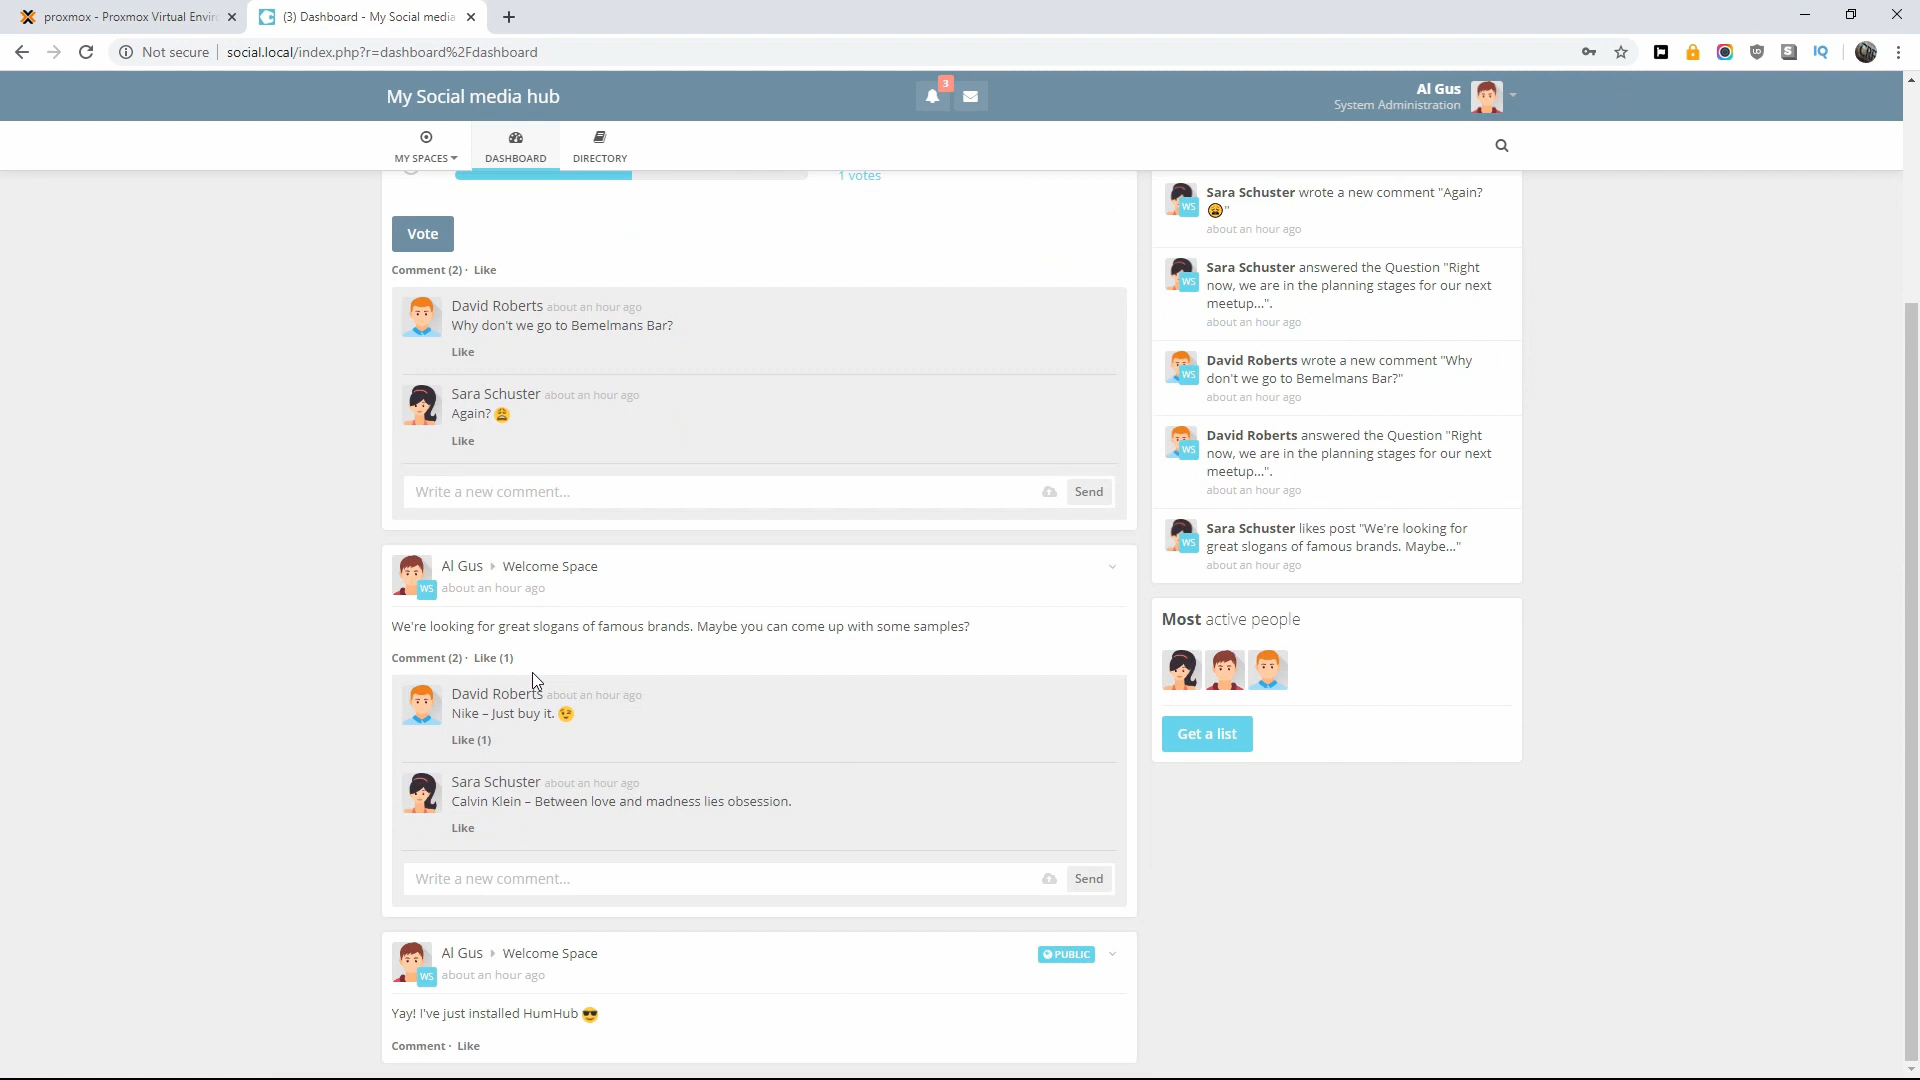 proxmox - Proxmox Virtual Envir
(3) Dashboard - My Social media
Not secure
social.local/index.php?r=dashboard%2Fdashboard
IQ
My Social media hub
3
Al Gus
System Administration
MY SPACES
DASHBOARD
DIRECTORY
1 votes
Vote
Comment (2) · Like
David Roberts about an hour ago
Why don't we go to Bemelmans Bar?
Like
Sara Schuster about an hour ago
Again? 😩
Like
Write a new comment...
Send
Al Gus
Welcome Space
WS
about an hour ago
We're looking for great slogans of famous brands. Maybe you can come up with some samples?
Comment (2) · Like (1)
David Roberts about an hour ago
Nike – Just buy it. 😉
Like (1)
Sara Schuster about an hour ago
Calvin Klein – Between love and madness lies obsession.
Like
Write a new comment...
Send
Al Gus
Welcome Space
PUBLIC
WS
about an hour ago
Yay! I've just installed HumHub 😎
Comment · Like
Sara Schuster wrote a new comment "Again?
WS
😩"
about an hour ago
Sara Schuster answered the Question "Right
WS
now, we are in the planning stages for our next
meetup...".
about an hour ago
David Roberts wrote a new comment "Why
WS
don't we go to Bemelmans Bar?"
about an hour ago
David Roberts answered the Question "Right
WS
now, we are in the planning stages for our next
meetup...".
about an hour ago
Sara Schuster likes post "We're looking for
WS
great slogans of famous brands. Maybe..."
about an hour ago
Most active people
Get a list